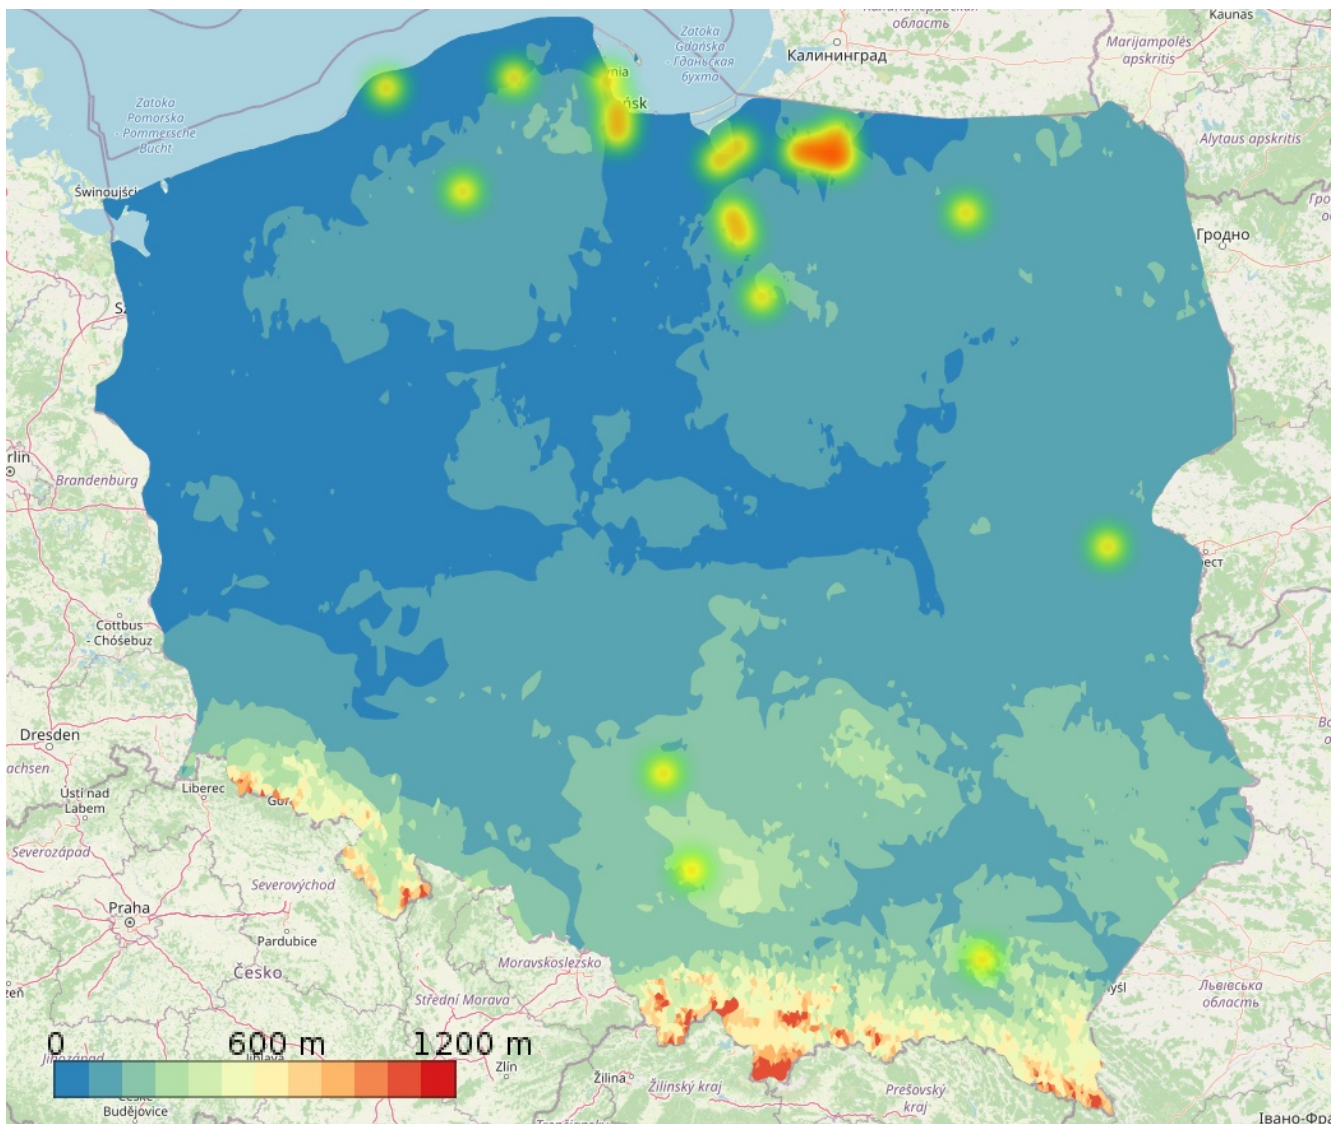 Kaunas
область
Marijampolės
apskritis
Zatoka
Gdańska
- Гданьская
бухта
Калининград
Zatoka
Pomorska
- Pommersche
Bucht
Alytaus apskritis
Гродно
Brandenburg
Cottbus
- Chóśebuz
Dresden
Liberec
Ústí nad
Labem
Severozápad
Severovýchod
Praha
Pardubice
Česko
Moravskoslezsko
Střední Morava
Львівська
область
0 600 m 1200 m
Zlín
Žilina
Žilinský kraj
Prešovský
kraj
Budějovice